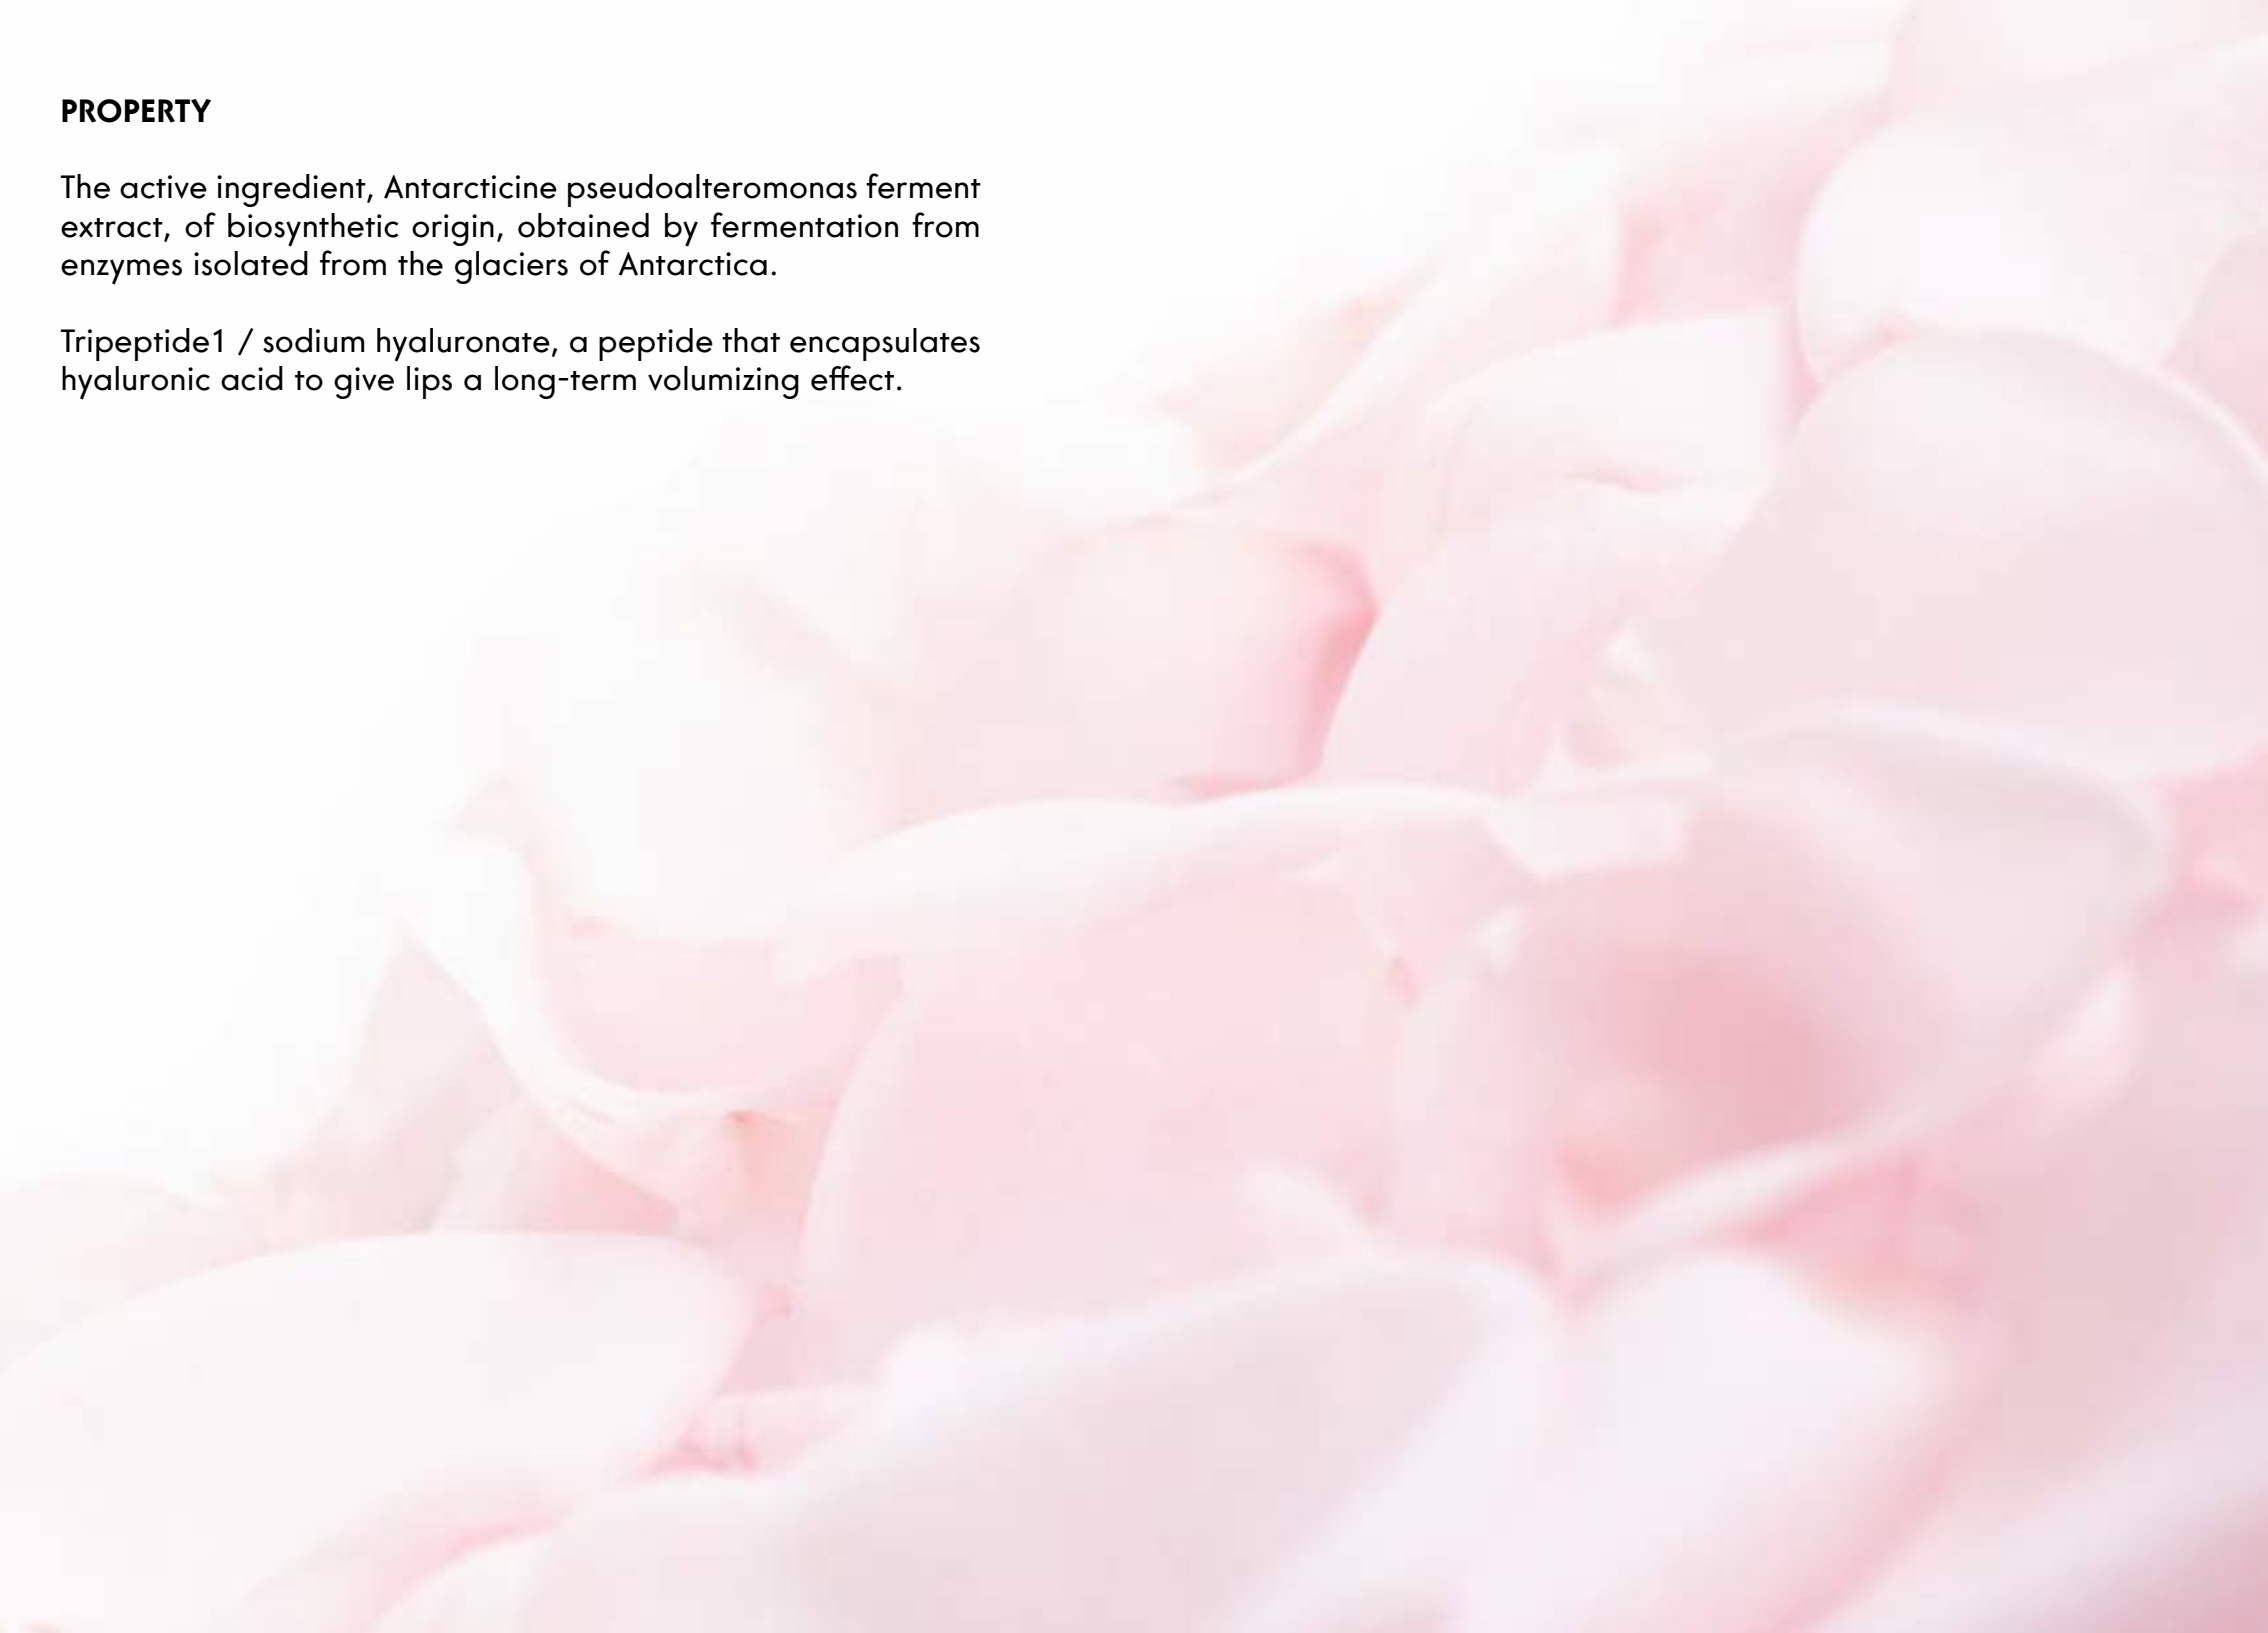 PROPERTY
The active ingredient, Antarcticine pseudoalteromonas ferment
extract, of biosynthetic origin, obtained by fermentation from
enzymes isolated from the glaciers of Antarctica.
Tripeptide1 / sodium hyaluronate, a peptide that encapsulates
hyaluronic acid to give lips a long-term volumizing effect.